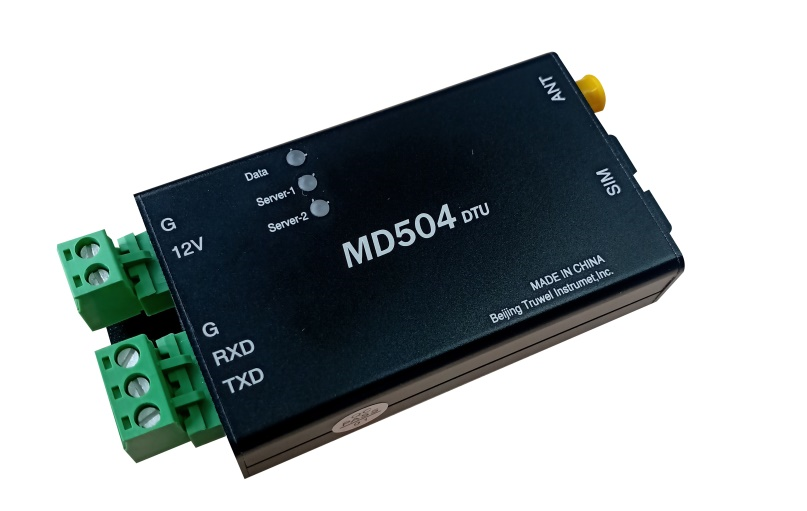 ANT
SIM
Data
Server-1
Server-2
G
12V
MD504 DTU
G
RXD
TXD
MADE IN CHINA
Beijing Truwel Instrumet,Inc.